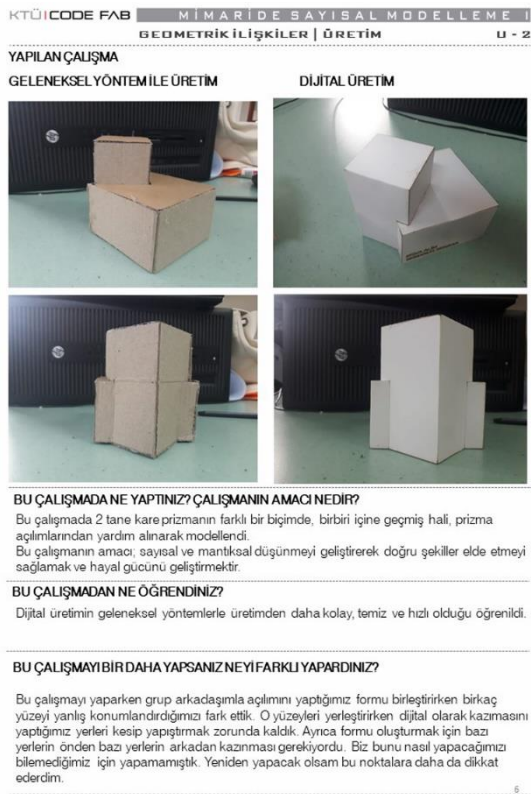 KTÜ|CODE FAB MİMARİDE SAYISAL MODELLEME I
GEOMETRİK İLİŞKİLER | ÜRETİM U - 2
YAPILAN ÇALIŞMA
GELENEKSEL YÖNTEM İLE ÜRETİM DİJİTAL ÜRETİM
BU ÇALIŞMADA NE YAPTINIZ? ÇALIŞMANIN AMACI NEDİR?
Bu çalışmada 2 tane kare prizmanın farklı bir biçimde, birbiri içine geçmiş hali, prizma
açılımlarından yardım alınarak modellendi.
Bu çalışmanın amacı; sayısal ve mantıksal düşünmeyi geliştirerek doğru şekiller elde etmeyi
sağlamak ve hayal gücünü geliştirmektir.
BU ÇALIŞMADAN NE ÖĞRENDİNİZ?
Dijital üretimin geleneksel yöntemlerle üretimden daha kolay, temiz ve hızlı olduğu öğrenildi.
BU ÇALIŞMAYI BİR DAHA YAPSANIZ NEYİ FARKLI YAPARDINIZ?
Bu çalışmayı yaparken grup arkadaşımla açılımını yaptığımız formu birleştirirken birkaç
yüzeyi yanlış konumlandırdığımızı fark ettik. O yüzeyleri yerleştirirken dijital olarak kazımasını
yaptığımız yerleri kesip yapıştırmak zorunda kaldık. Ayrıca formu oluşturmak için bazı
yerlerin önden bazı yerlerin arkadan kazınması gerekiyordu. Biz bunu nasıl yapacağımızı
bilemediğimiz için yapamamıştık. Yeniden yapacak olsam bu noktalara daha da dikkat
ederdim.
6